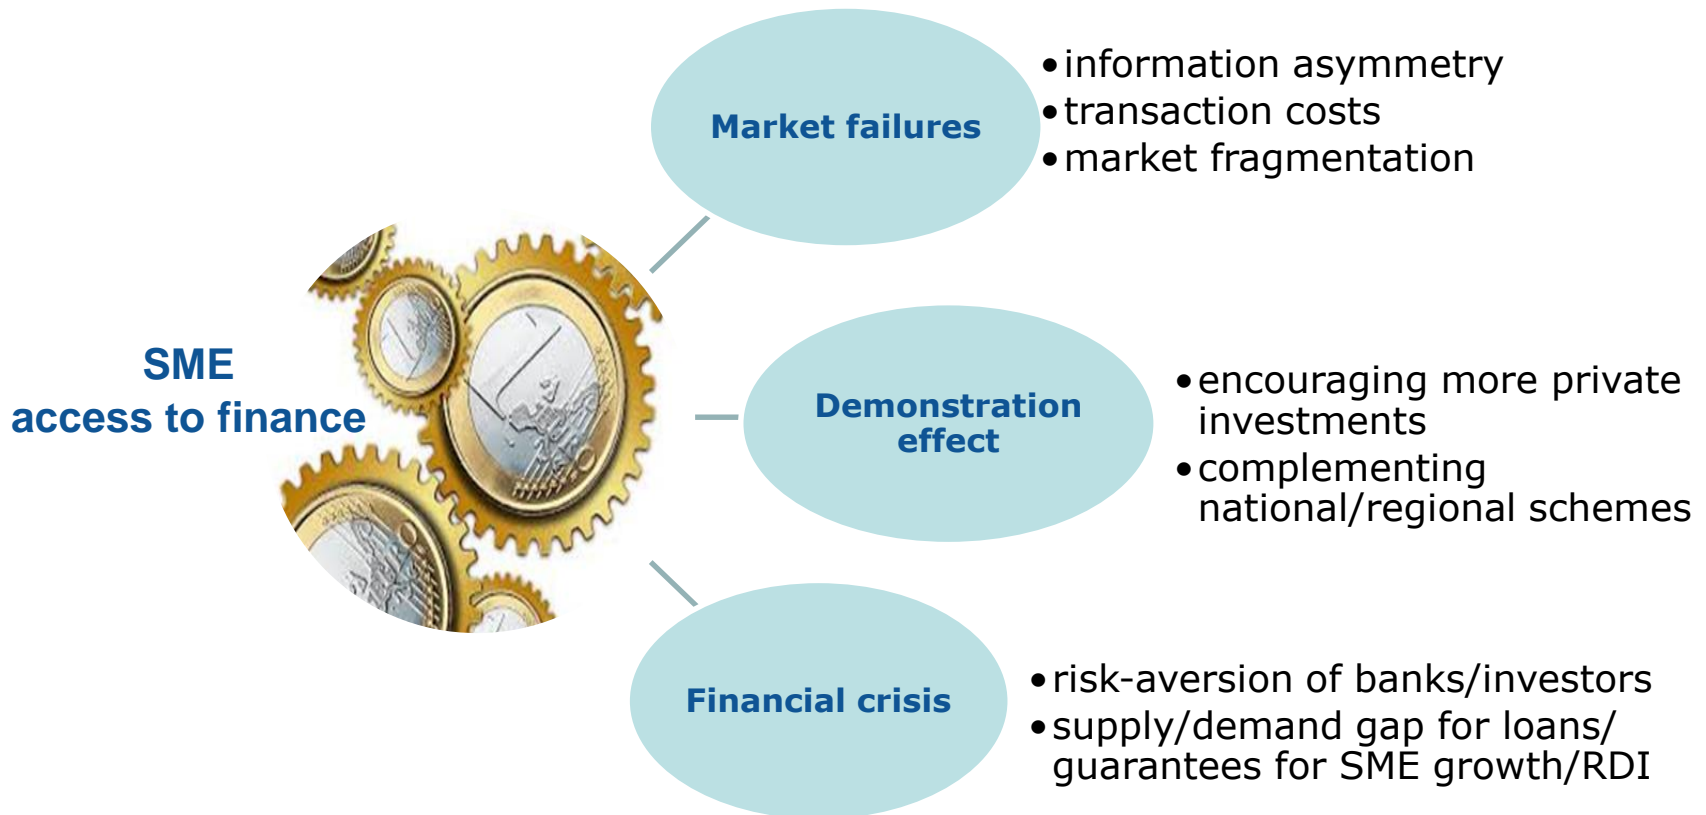 SME
access to finance
Market failures
•information asymmetry
•transaction costs
•market fragmentation
Demonstration
effect
•encouraging more private
investments
•complementing
national/regional schemes
Financial crisis
•risk-aversion of banks/investors
•supply/demand gap for loans/
guarantees for SME growth/RDI